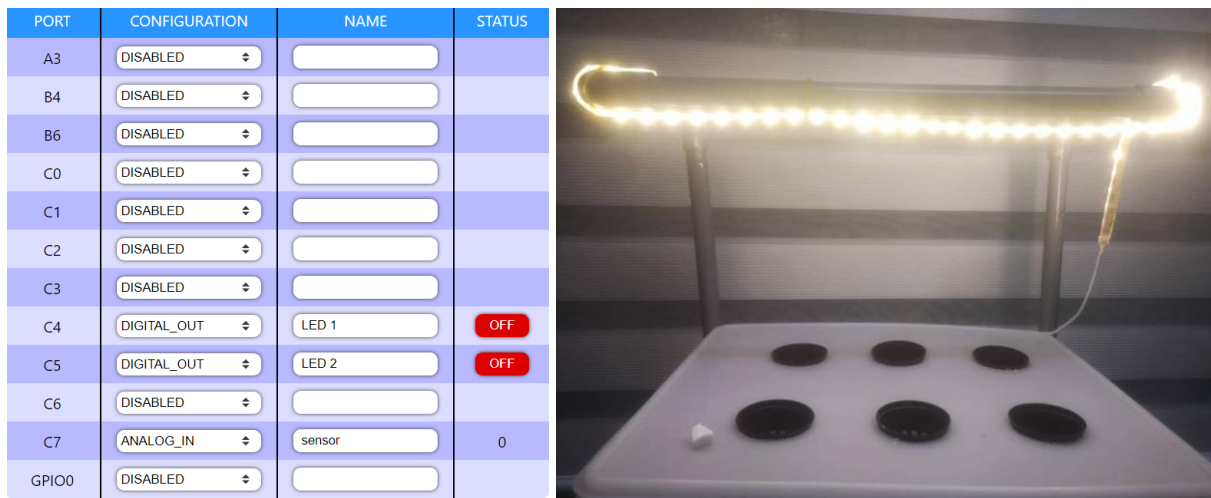 PORT CONFIGURATION NAME STATUS
A3 DISABLED
B4 DISABLED
B6 DISABLED
C0 DISABLED
C1 DISABLED
C2 DISABLED
C3 DISABLED
C4 DIGITAL_OUT LED 1 OFF
C5 DIGITAL_OUT LED 2 OFF
C6 DISABLED
C7 ANALOG_IN sensor 0
GPIO0 DISABLED